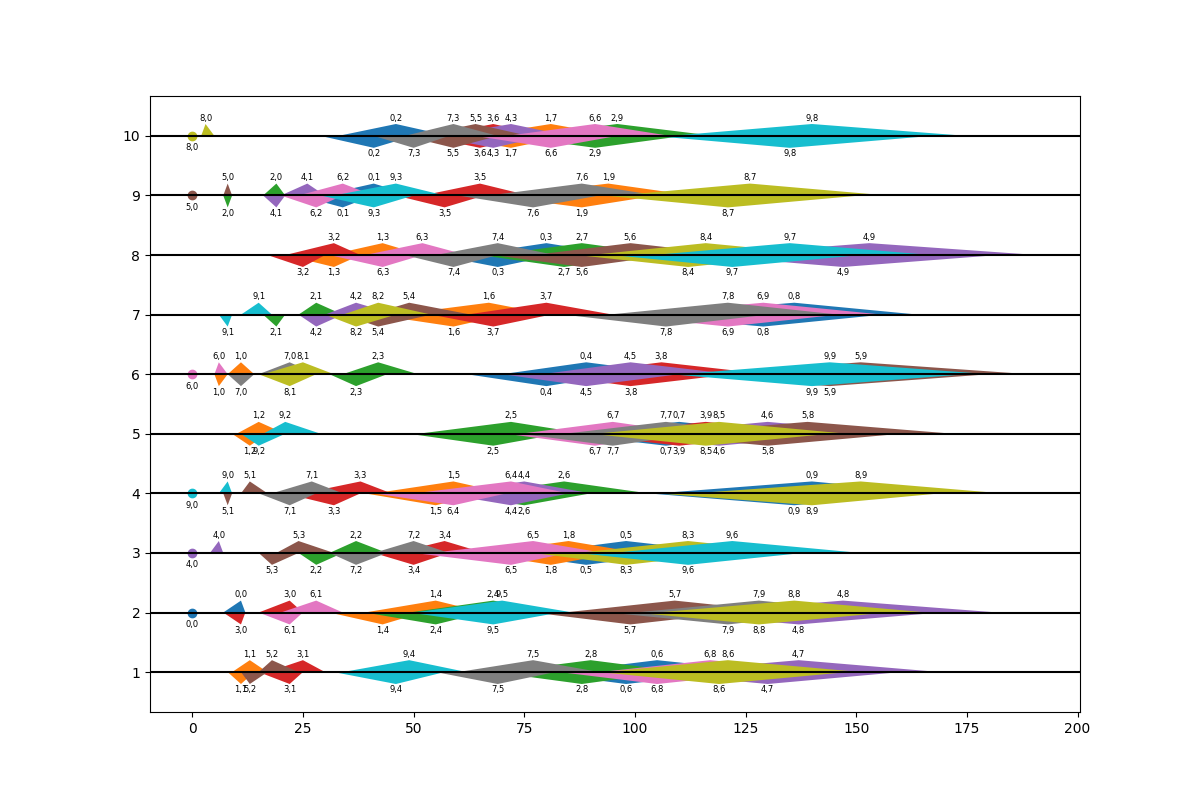 8,0 0,2 7,3 5,5 3,6 4,3 1,7 6,6 2,9 9,8
10
8,0 0,2 7,3 5,5 3,6 4,3 1,7 6,6 2,9 9,8
5,0 2,0 4,1 6,2 0,1 9,3 3,5 7,6 1,9 8,7
9
5,0 2,0 4,1 6,2 0,1 9,3 3,5 7,6 1,9 8,7
3,2 1,3 6,3 7,4 0,3 2,7 5,6 8,4 9,7 4,9
8
3,2 1,3 6,3 7,4 0,3 2,7 5,6 8,4 9,7 4,9
9,1 2,1 4,2 8,2 5,4 1,6 3,7 7,8 6,9 0,8
7
9,1 2,1 4,2 8,2 5,4 1,6 3,7 7,8 6,9 0,8
6,0 1,0 7,0 8,1 2,3 0,4 4,5 3,8 9,9 5,9
6
6,0 1,0 7,0 8,1 2,3 0,4 4,5 3,8 9,9 5,9
1,2 9,2 2,5 6,7 7,7 0,7 3,9 8,5 4,6 5,8
5
1,2 9,2 2,5 6,7 7,7 0,7 3,9 8,5 4,6 5,8
9,0 5,1 7,1 3,3 1,5 6,4 4,4 2,6 0,9 8,9
4
9,0 5,1 7,1 3,3 1,5 6,4 4,4 2,6 0,9 8,9
4,0 5,3 2,2 7,2 3,4 6,5 1,8 0,5 8,3 9,6
3
4,0 5,3 2,2 7,2 3,4 6,5 1,8 0,5 8,3 9,6
0,0 3,0 6,1 1,4 2,4 9,5 5,7 7,9 8,8 4,8
2
0,0 3,0 6,1 1,4 2,4 9,5 5,7 7,9 8,8 4,8
1,1 5,2 3,1 9,4 7,5 2,8 0,6 6,8 8,6 4,7
1
1,1 5,2 3,1 9,4 7,5 2,8 0,6 6,8 8,6 4,7
0 25 50 75 100 125 150 175 200